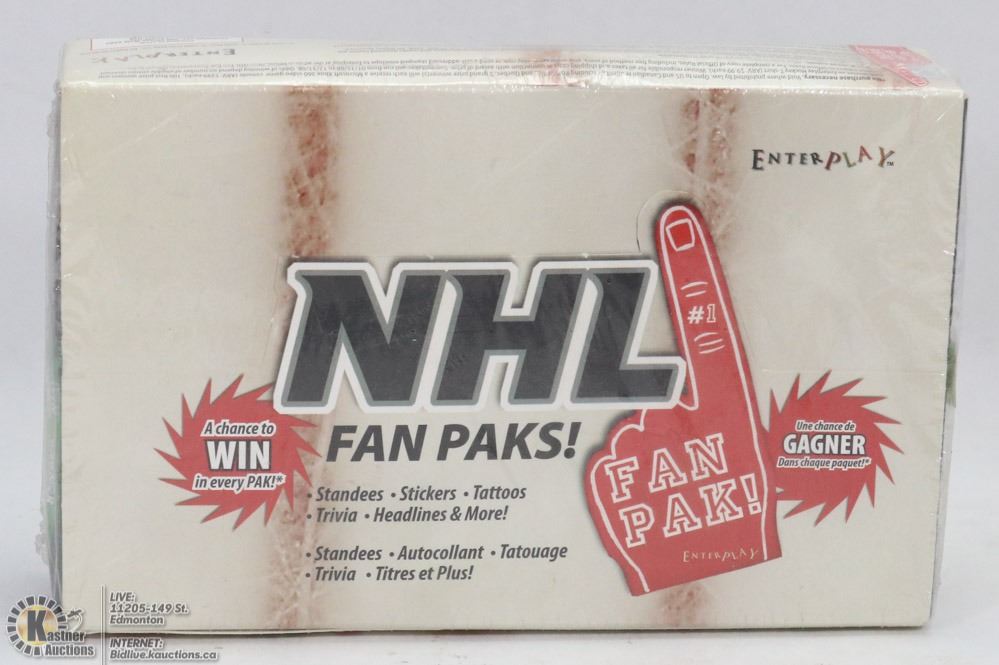 ENTERPLAY
ENTERPLAY™
#1
NHL
FAN PAKS!
A chance to
WIN
in every PAK!*
Une chance de
GAGNER
Dans chaque paquet!*
FAN
PAK!
ENTERPLAY
• Standees • Stickers • Tattoos
• Trivia • Headlines & More!
• Standees • Autocollant • Tatouage
• Trivia • Titres et Plus!
Kastner
Auctions
LIVE:
11205-149 St.
Edmonton
INTERNET:
Bidlive.kauctions.ca